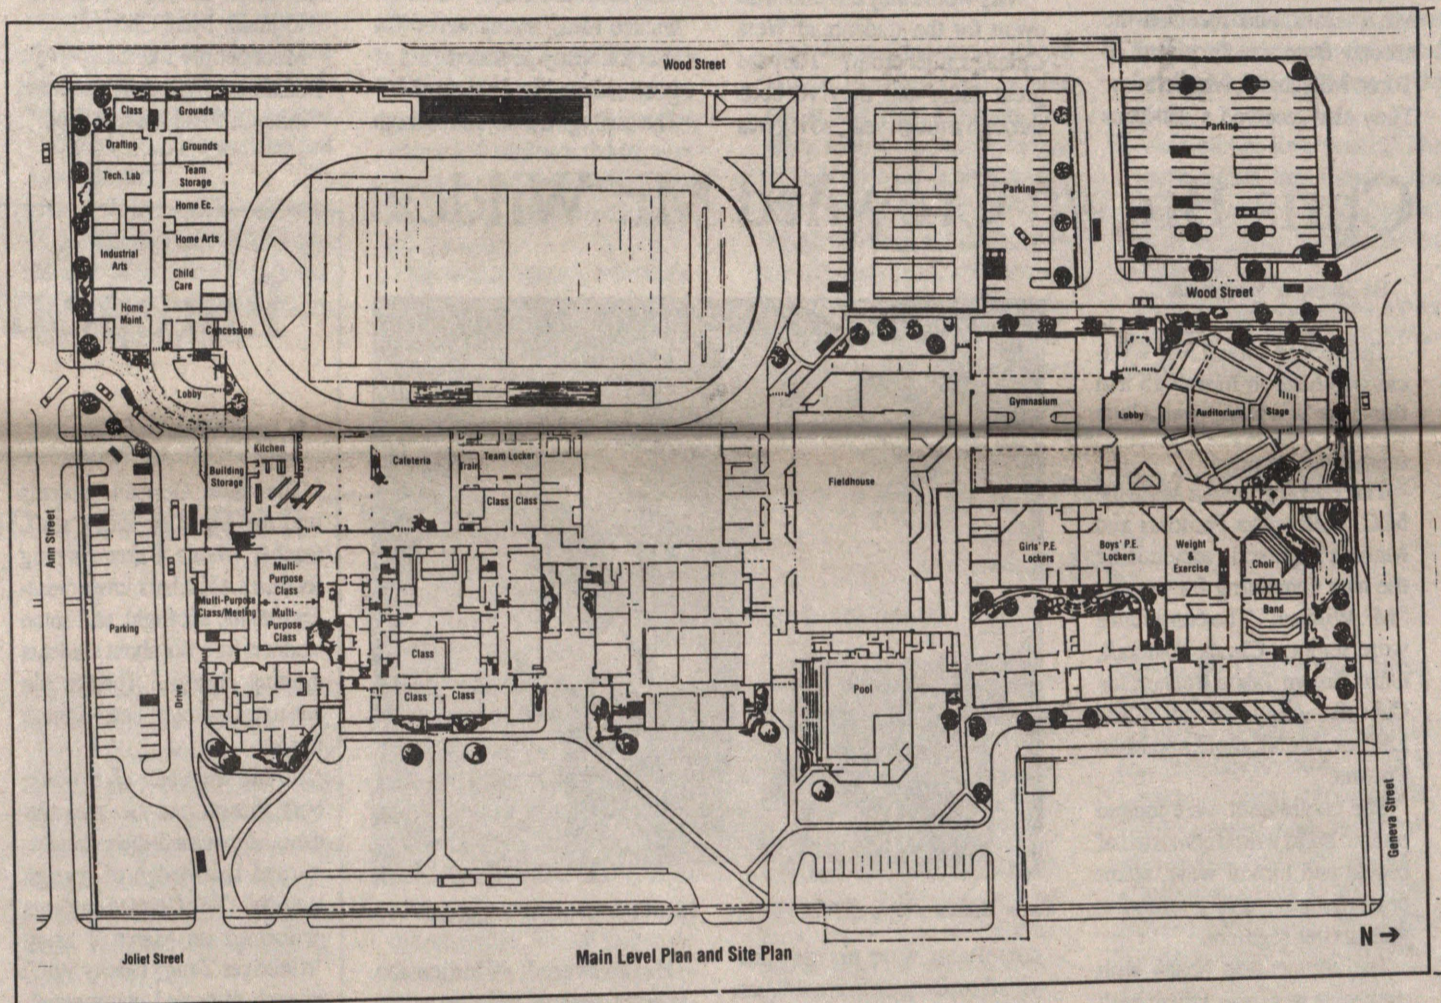 Wood Street
Class
Grounds
Drafting
Grounds
Tech. Lab
Team
Storage
Home Ec.
Home Arts
Industrial
Arts
Child
Care
Home
Maint.
Concession
Lobby
Parking
Parking
Wood Street
Gymnasium
Lobby
Auditorium
Stage
Kitchen
Building
Storage
Cafeteria
Train.
Team Locker
Class
Class
Fieldhouse
Ann Street
Girls' P.E.
Lockers
Boys' P.E.
Lockers
Weight
&
Exercise
Choir
Band
Multi-
Purpose
Class
Multi-Purpose
Class/Meeting
Multi-
Purpose
Class
Parking
Drive
Class
Class
Class
Pool
Geneva Street
Joliet Street
Main Level Plan and Site Plan
N →